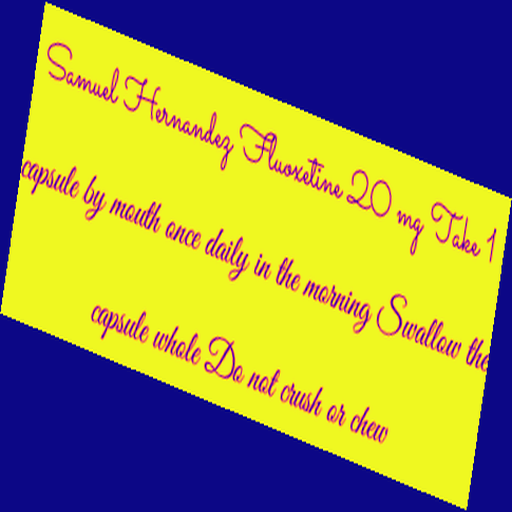 Samuel Hernandez Fluoxetine 20 mg Take 1
capsule by mouth once daily in the morning Swallow the
capsule whole Do not crush or chew